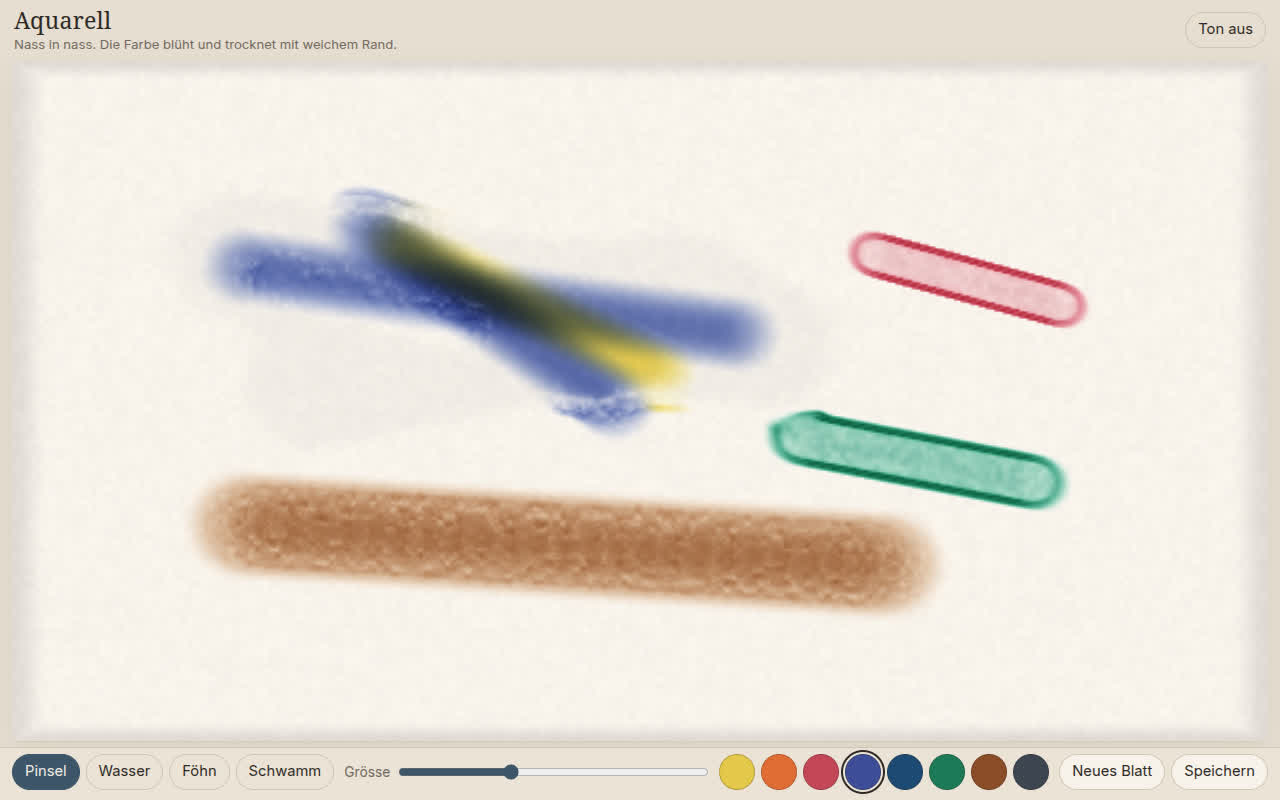 Aquarell
Nass in nass. Die Farbe blüht und trocknet mit weichem Rand.
Ton aus
Pinsel
Wasser
Föhn
Schwamm
Grösse
Neues Blatt
Speichern